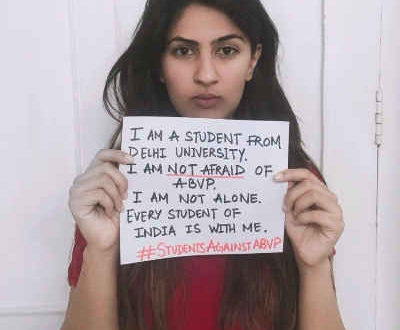 I AM A STUDENT FROM
DELHI UNIVERSITY.
I AM NOT AFRAID OF
ABVP.
I AM NOT ALONE.
EVERY STUDENT OF
INDIA IS WITH ME.
#STUDENTSAGAINSTABVP